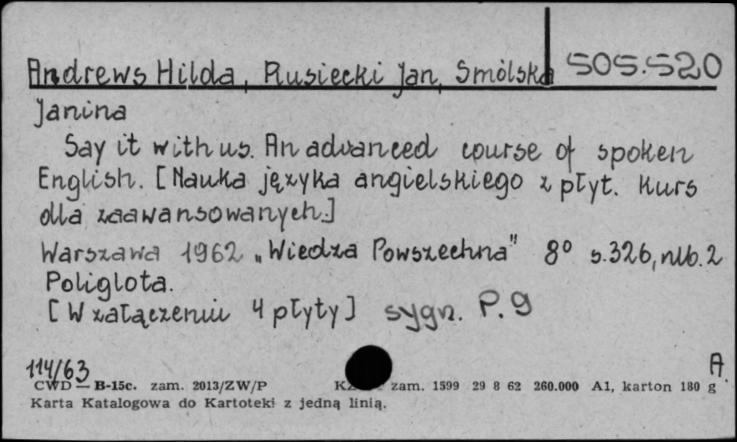 Andrews Hilda, Rusiecki Jan, Smólska 505.520
Janina
Say it with us. An advanced course of spoken
English. [Nauka języka angielskiego z płyt. Kurs
dla zaawansowanych.]
Warszawa 1962 „Wiedza Powszechna" 8° s.326, nlb.2
Poliglota.
[W załączeniu 4 płyty] sygn. P.9
114/63 A
CWD — B-15c. zam. 2013/ZW/P zam. 1599 29 8 62 260.000 A1, karton 180 g
Karta Katalogowa do Kartoteki z jedną linią.